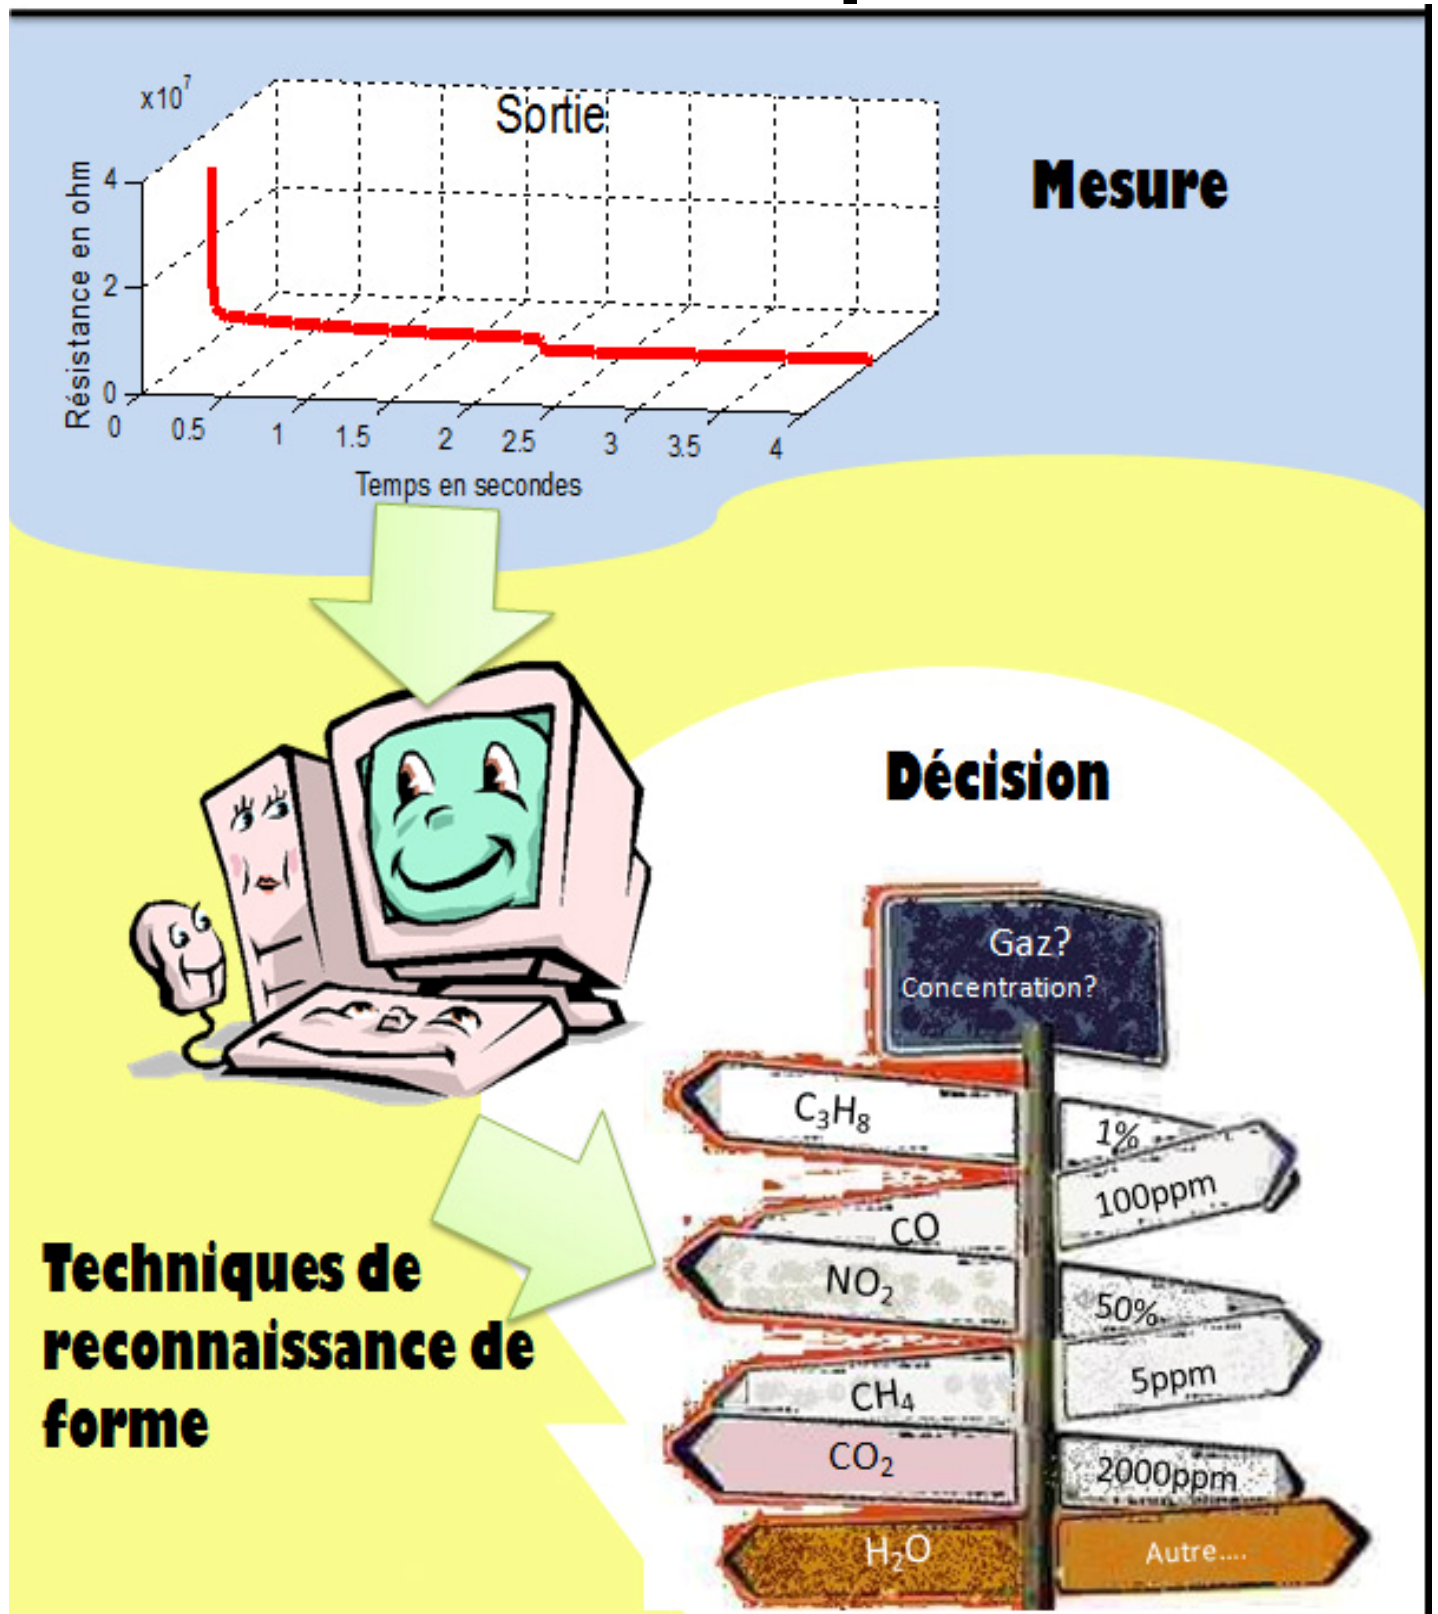 x10⁷
Sortie
Mesure
Résistance en ohm
4
2
0
0 0.5 1 1.5 2 2.5 3 3.5 4
Temps en secondes
Décision
Gaz?
Concentration?
C₃H₈
1%
100ppm
CO
NO₂
50%
5ppm
CH₄
CO₂
2000ppm
H₂O
Autre....
Techniques de
reconnaissance de
forme